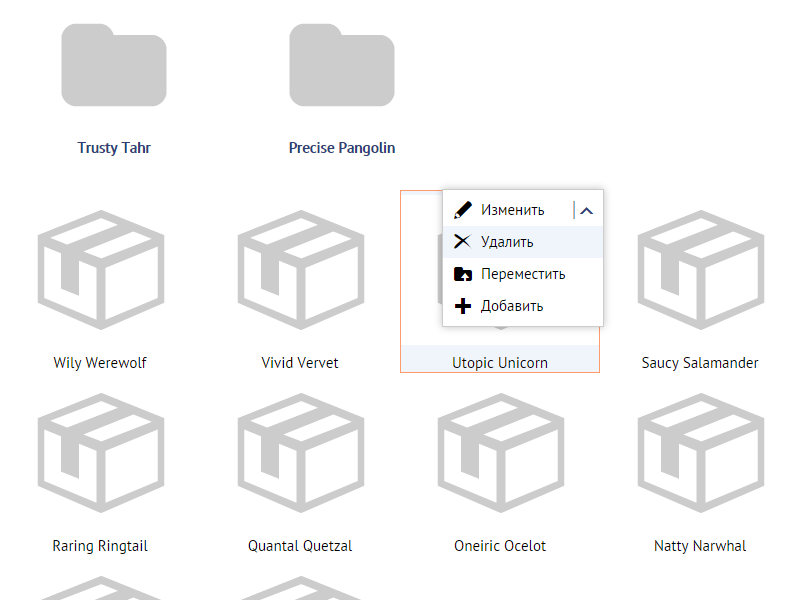 Trusty Tahr
Precise Pangolin
Изменить
Удалить
Переместить
Добавить
Wily Werewolf
Vivid Vervet
Utopic Unicorn
Saucy Salamander
Raring Ringtail
Quantal Quetzal
Oneiric Ocelot
Natty Narwhal